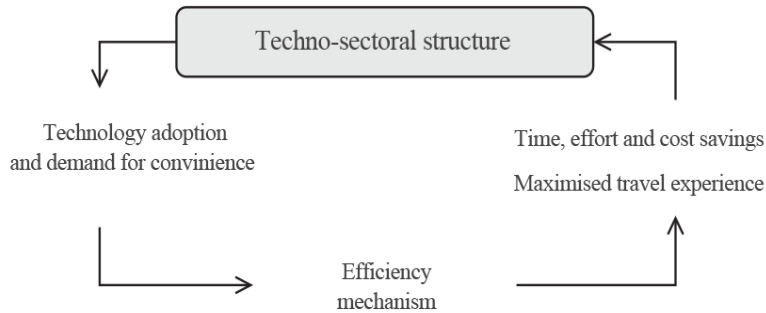 Techno-sectoral structure
Technology adoption
and demand for convinience
Time, effort and cost savings
Maximised travel experience
Efficiency
mechanism